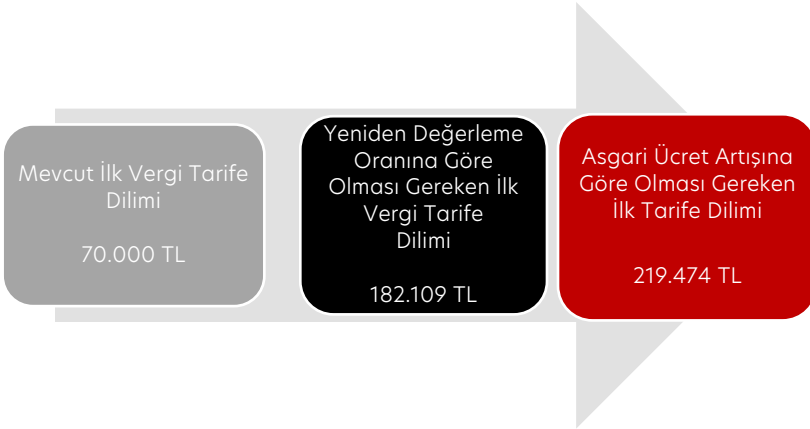 Mevcut İlk Vergi Tarife
Dilimi
70.000 TL
Yeniden Değerleme
Oranına Göre
Olması Gereken İlk
Vergi Tarife
Dilimi
182.109 TL
Asgari Ücret Artışına
Göre Olması Gereken
İlk Tarife Dilimi
219.474 TL